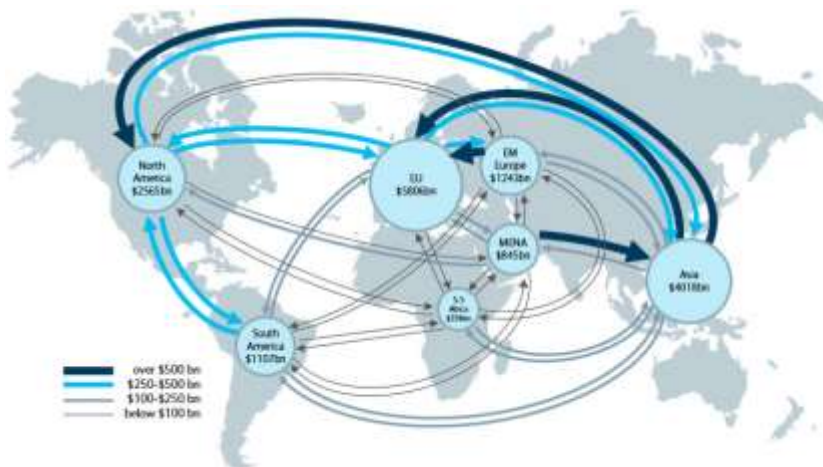 North
America
$2565bn
EU
$5806bn
EM
Europe
$1243bn
MENA
$845bn
Asia
$4018bn
S.S
Africa
South
America
$1107bn
over $500 bn
$250-$500 bn
$100-$250 bn
below $100 bn